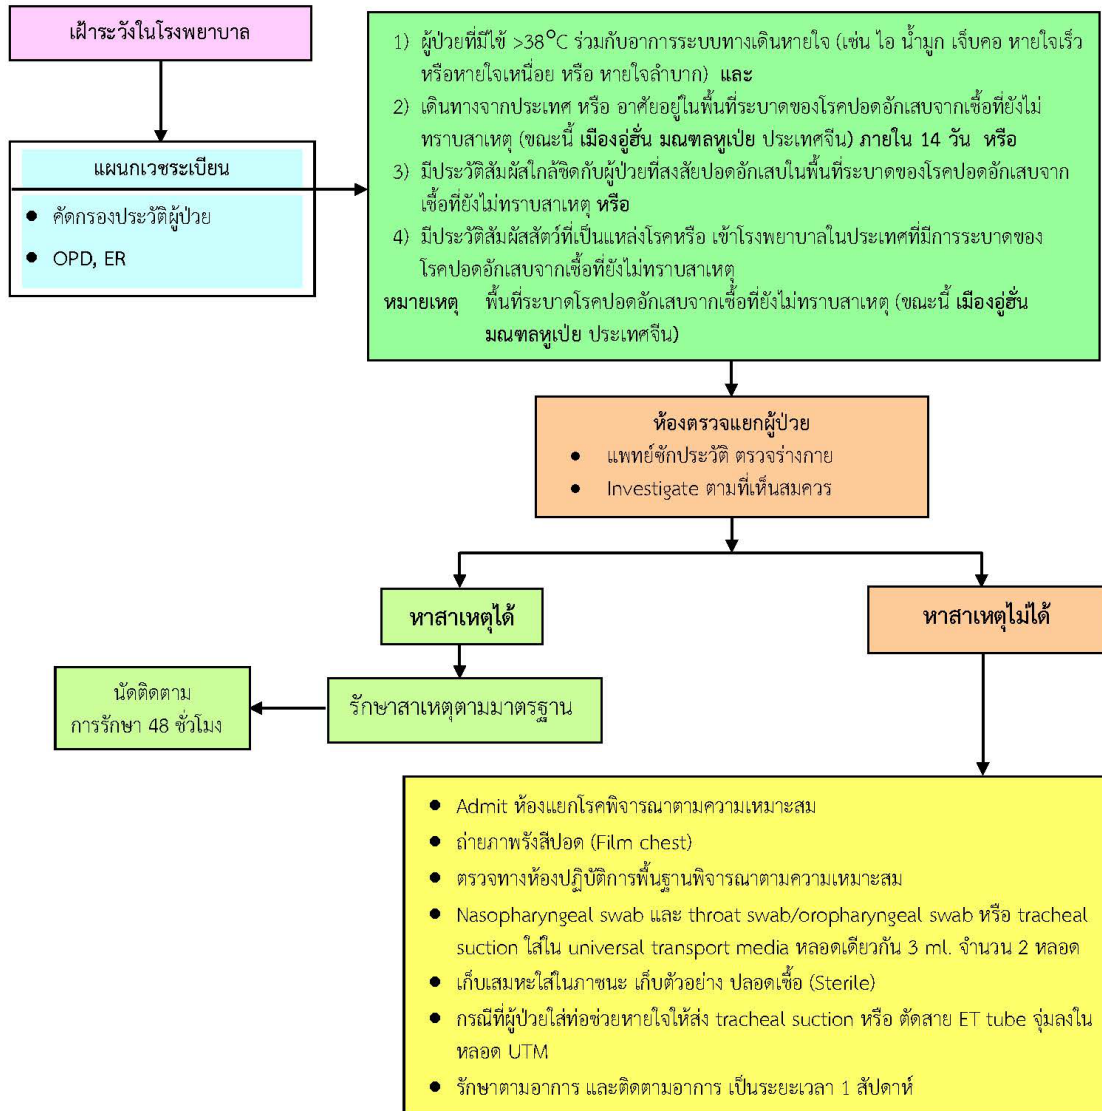 เฝ้าระวังในโรงพยาบาล
แผนกเวชระเบียน
● คัดกรองประวัติผู้ป่วย
● OPD, ER
1) ผู้ป่วยที่มีไข้ >38°C ร่วมกับอาการระบบทางเดินหายใจ (เช่น ไอ น้ำมูก เจ็บคอ หายใจเร็ว
หรือหายใจเหนื่อย หรือ หายใจลำบาก) และ
2) เดินทางจากประเทศ หรือ อาศัยอยู่ในพื้นที่ระบาดของโรคปอดอักเสบจากเชื้อที่ยังไม่
ทราบสาเหตุ (ขณะนี้ เมืองอู่ฮั่น มณฑลหูเป่ย ประเทศจีน) ภายใน 14 วัน หรือ
3) มีประวัติสัมผัสใกล้ชิดกับผู้ป่วยที่สงสัยปอดอักเสบในพื้นที่ระบาดของโรคปอดอักเสบจาก
เชื้อที่ยังไม่ทราบสาเหตุ หรือ
4) มีประวัติสัมผัสสัตว์ที่เป็นแหล่งโรคหรือ เข้าโรงพยาบาลในประเทศที่มีการระบาดของ
โรคปอดอักเสบจากเชื้อที่ยังไม่ทราบสาเหตุ
หมายเหตุ พื้นที่ระบาดโรคปอดอักเสบจากเชื้อที่ยังไม่ทราบสาเหตุ (ขณะนี้ เมืองอู่ฮั่น
มณฑลหูเป่ย ประเทศจีน)
ห้องตรวจแยกผู้ป่วย
● แพทย์ซักประวัติ ตรวจร่างกาย
● Investigate ตามที่เห็นสมควร
หาสาเหตุได้
หาสาเหตุไม่ได้
นัดติดตาม
การรักษา 48 ชั่วโมง
รักษาสาเหตุตามมาตรฐาน
● Admit ห้องแยกโรคพิจารณาตามความเหมาะสม
● ถ่ายภาพรังสีปอด (Film chest)
● ตรวจทางห้องปฏิบัติการพื้นฐานพิจารณาตามความเหมาะสม
● Nasopharyngeal swab และ throat swab/oropharyngeal swab หรือ tracheal
suction ใส่ใน universal transport media หลอดเดียวกัน 3 ml. จำนวน 2 หลอด
● เก็บเสมหะใส่ในภาชนะ เก็บตัวอย่าง ปลอดเชื้อ (Sterile)
● กรณีที่ผู้ป่วยใส่ท่อช่วยหายใจให้ส่ง tracheal suction หรือ ตัดสาย ET tube จุ่มลงใน
หลอด UTM
● รักษาตามอาการ และติดตามอาการ เป็นระยะเวลา 1 สัปดาห์